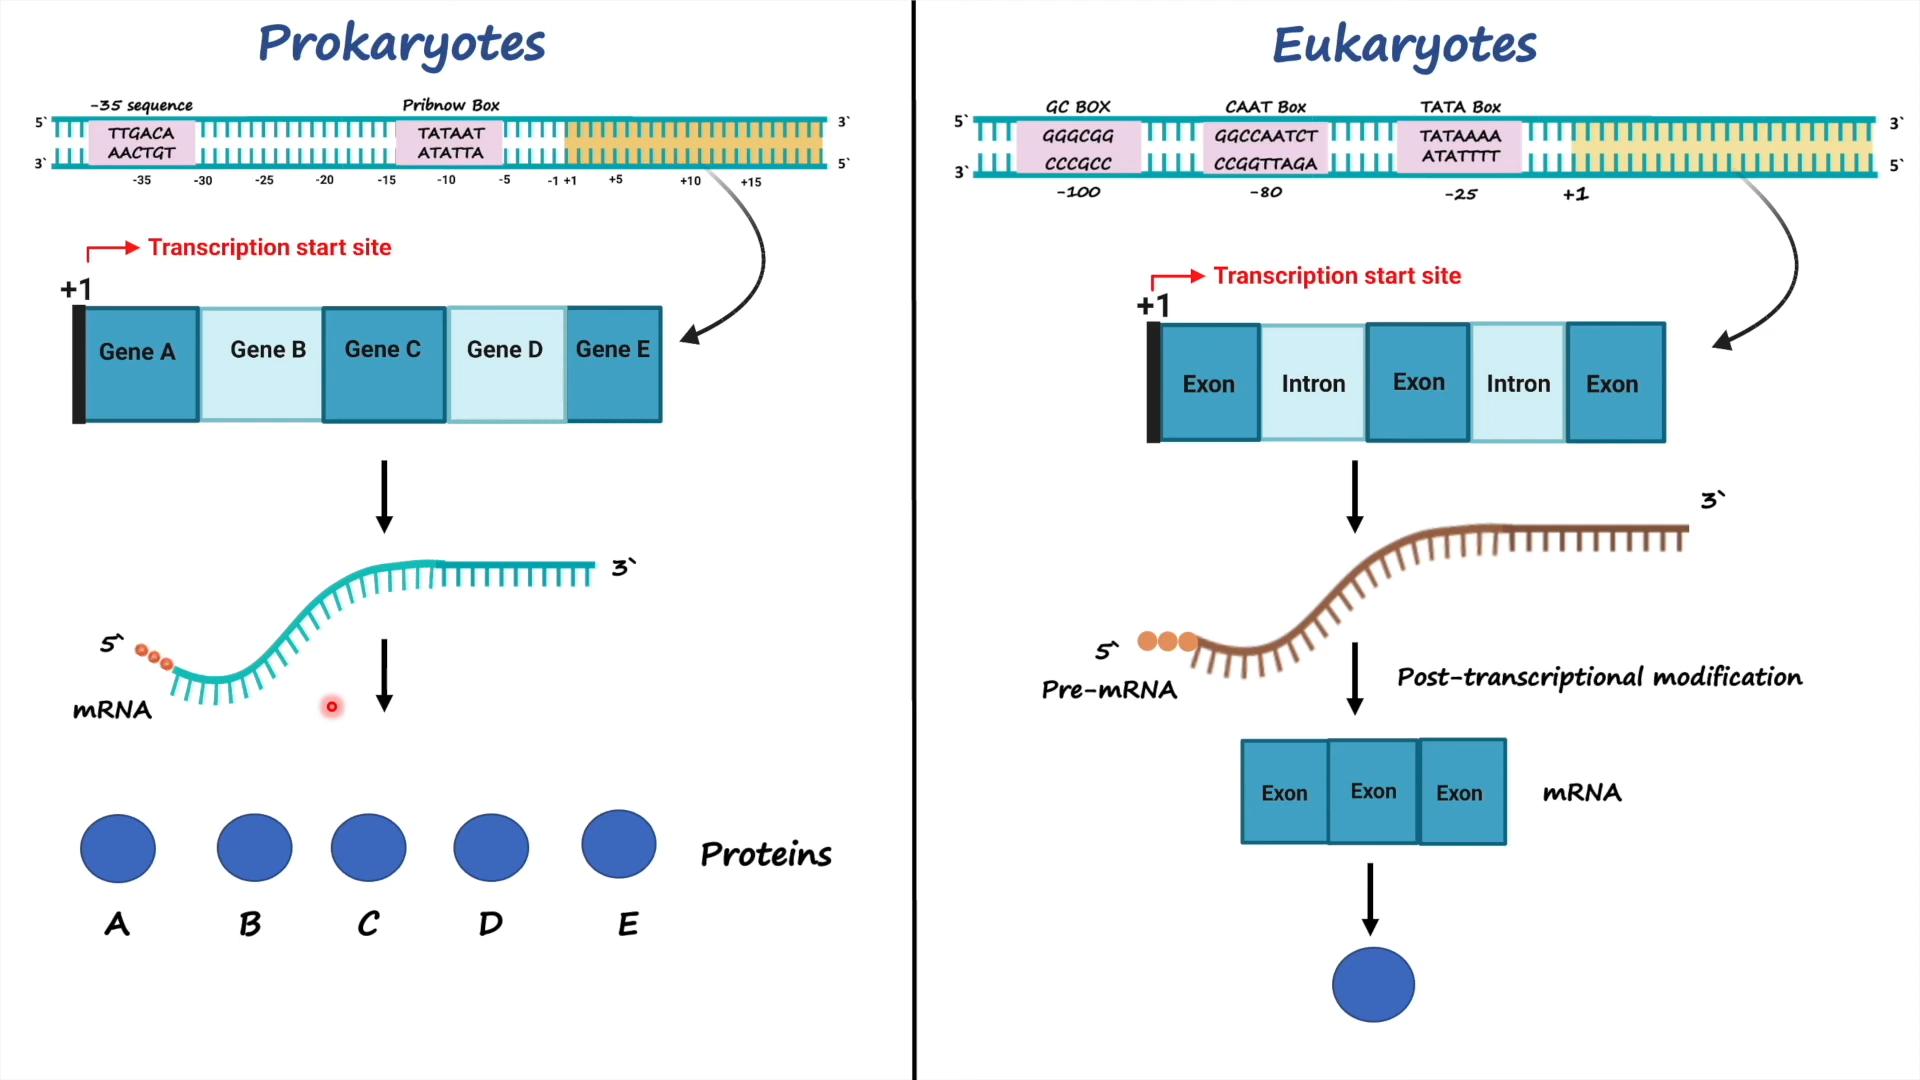 Prokaryotes
-35 sequence
Pribnow Box
5`
TTGACA
TATAAT
3`
3`
AACTGT
ATATTA
5`
-35 -30 -25 -20 -15 -10 -5 -1 +1 +5 +10 +15
Transcription start site
+1
Gene A
Gene B
Gene C
Gene D
Gene E
3`
5`
mRNA
Proteins
A B C D E
Eukaryotes
GC BOX
CAAT Box
TATA Box
5`
GGGCGG
GGCCAATCT
TATAAAA
3`
3`
CCCGCC
CCGGTTAGA
ATATTTT
5`
-100 -80 -25 +1
Transcription start site
+1
Exon
Intron
Exon
Intron
Exon
3`
5`
Pre-mRNA
Post-transcriptional modification
Exon
Exon
Exon
mRNA